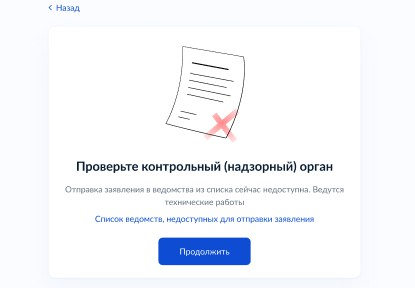 Назад
Проверьте контрольный (надзорный) орган
Отправка заявления в ведомства из списка сейчас недоступна. Ведутся
технические работы
Список ведомств, недоступных для отправки заявления
Продолжить